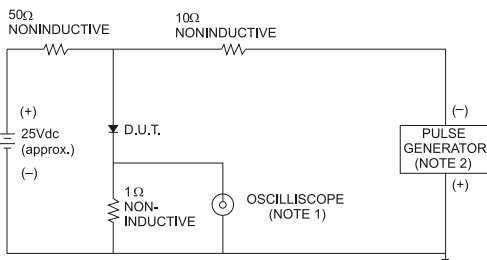 50Ω
NONINDUCTIVE
10Ω
NONINDUCTIVE
(+)
25Vdc
(approx.)
(–)
D.U.T.
1Ω
NON-
INDUCTIVE
OSCILLISCOPE
(NOTE 1)
(–)
PULSE
GENERATOR
(NOTE 2)
(+)